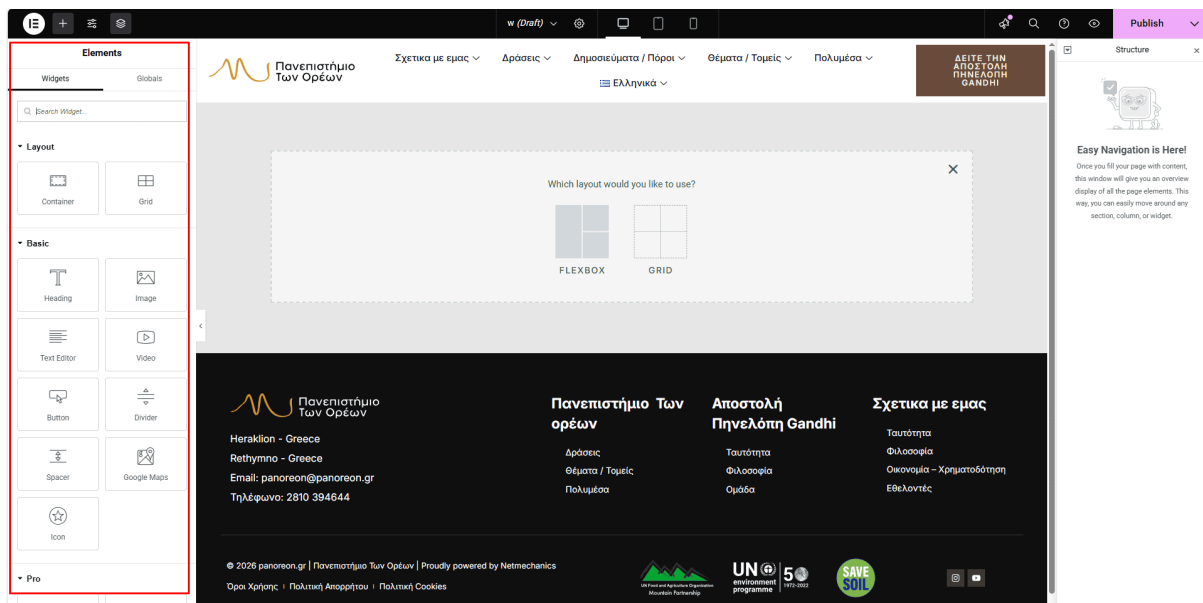 w (Draft)
Publish
Elements
Widgets
Globals
Search Widget...
Layout
Container
Grid
Basic
Heading
Image
Text Editor
Video
Button
Divider
Spacer
Google Maps
Icon
Pro
Πανεπιστήμιο
Των Ορέων
Σχετικα με εμας
Δράσεις
Δημοσιεύματα / Πόροι
Θέματα / Τομείς
Πολυμέσα
Ελληνικά
ΔΕΙΤΕ ΤΗΝ
ΑΠΟΣΤΟΛΗ
ΠΗΝΕΛΟΠΗ
GANDHI
Which layout would you like to use?
FLEXBOX
GRID
Structure
Easy Navigation is Here!
Once you fill your page with content,
this window will give you an overview
display of all the page elements. This
way, you can easily move around any
section, column, or widget.
Πανεπιστήμιο
Των Ορέων
Heraklion - Greece
Rethymno - Greece
Email: panoreon@panoreon.gr
Τηλέφωνο: 2810 394644
Πανεπιστήμιο Των
ορέων
Δράσεις
Θέματα / Τομείς
Πολυμέσα
Αποστολή
Πηνελόπη Gandhi
Ταυτότητα
Φιλοσοφία
Ομάδα
Σχετικα με εμας
Ταυτότητα
Φιλοσοφία
Οικονομία – Χρηματοδότηση
Εθελοντές
© 2026 panoreon.gr | Πανεπιστήμιο Των Ορέων | Proudly powered by Netmechanics
Όροι Χρήσης | Πολιτική Απορρήτου | Πολιτική Cookies
UN Food and Agriculture Organization
Mountain Partnership
UN
environment
programme
50
1972-2022
SAVE
SOIL